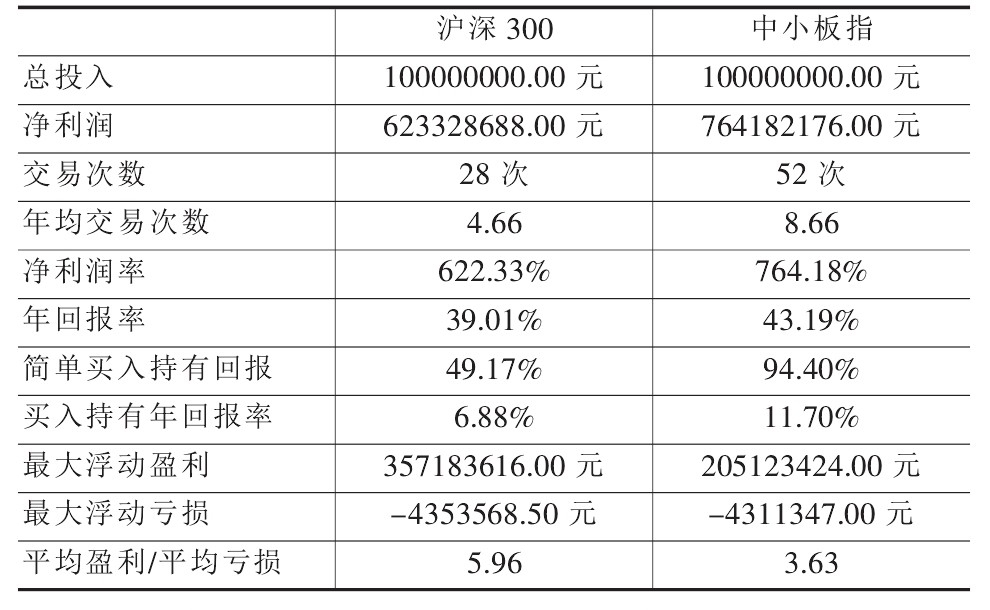 沪深 300 中小板指
总投入 100000000.00 元 100000000.00 元
净利润 623328688.00 元 764182176.00 元
交易次数 28 次 52 次
年均交易次数 4.66 8.66
净利润率 622.33% 764.18%
年回报率 39.01% 43.19%
简单买入持有回报 49.17% 94.40%
买入持有年回报率 6.88% 11.70%
最大浮动盈利 357183616.00 元 205123424.00 元
最大浮动亏损 -4353568.50 元 -4311347.00 元
平均盈利/平均亏损 5.96 3.63